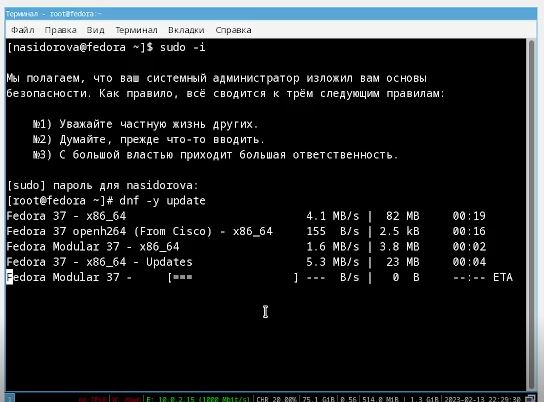 Терминал - root@fedora:~
Файл Правка Вид Терминал Вкладки Справка
[nasidorova@fedora ~]$ sudo -i
Мы полагаем, что ваш системный администратор изложил вам основы
безопасности. Как правило, всё сводится к трём следующим правилам:
№1) Уважайте частную жизнь других.
№2) Думайте, прежде что-то вводить.
№3) С большой властью приходит большая ответственность.
[sudo] пароль для nasidorova:
[root@fedora ~]# dnf -y update
Fedora 37 - x86_64 4.1 MB/s | 82 MB 00:19
Fedora 37 openh264 (From Cisco) - x86_64 155 B/s | 2.5 kB 00:16
Fedora Modular 37 - x86_64 1.6 MB/s | 3.8 MB 00:02
Fedora 37 - x86_64 - Updates 5.3 MB/s | 23 MB 00:04
Fedora Modular 37 - [=== ] --- B/s | 0 B --:-- ETA
E: 10.0.2.15 (1000 Mbit/s) CHR 20.00% 75.1 GiB 0.56 514.0 MiB | 1.3 GiB 2023-02-13 22:29:30